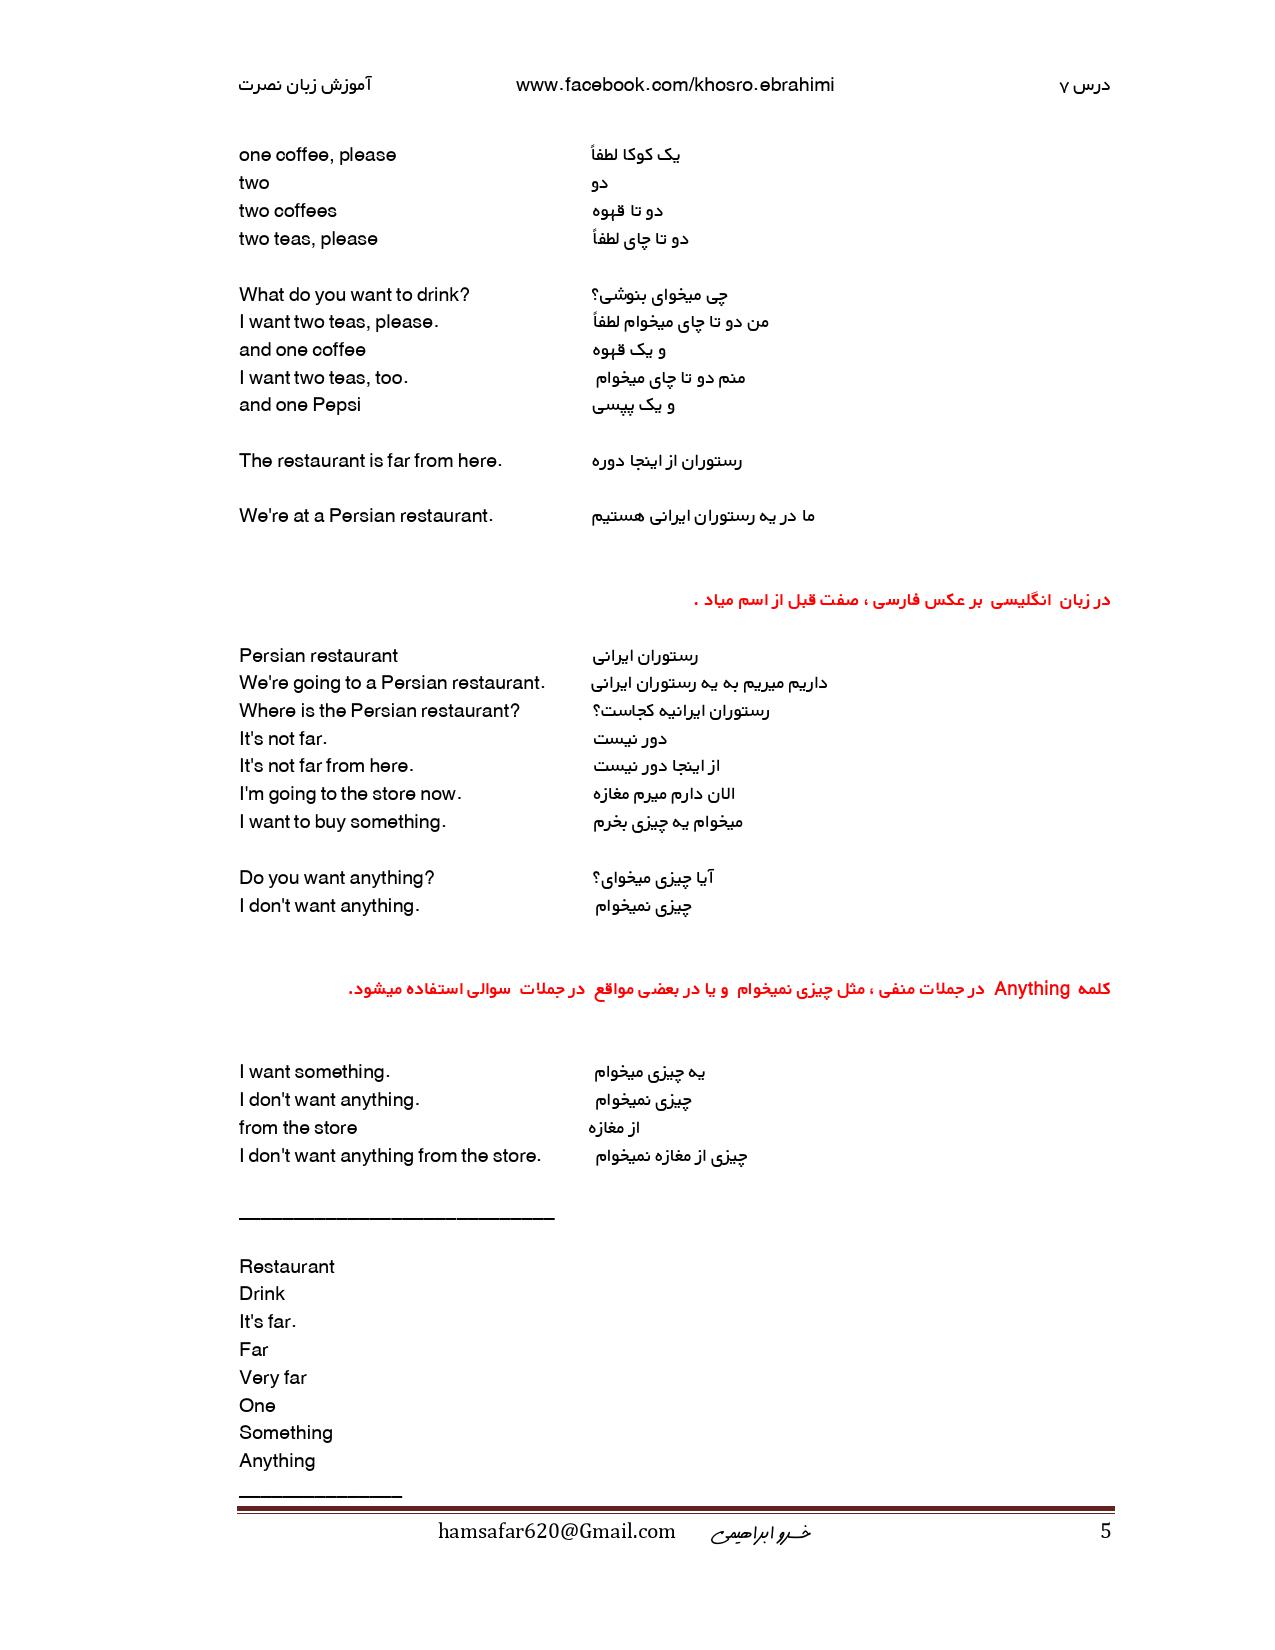 آموزش زبان نصرت www.facebook.com/khosro.ebrahimi درس ۷
one coffee, please یک کوکا لطفاً
two دو
two coffees دو تا قهوه
two teas, please دو تا چای لطفاً
What do you want to drink? چی میخوای بنوشی؟
I want two teas, please. من دو تا چای میخوام لطفاً
and one coffee و یک قهوه
I want two teas, too. منم دو تا چای میخوام
and one Pepsi و یک پپسی
The restaurant is far from here. رستوران از اینجا دوره
We're at a Persian restaurant. ما در یه رستوران ایرانی هستیم
در زبان انگلیسی بر عکس فارسی ، صفت قبل از اسم میاد .
Persian restaurant رستوران ایرانی
We're going to a Persian restaurant. داریم میریم به یه رستوران ایرانی
Where is the Persian restaurant? رستوران ایرانیه کجاست؟
It's not far. دور نیست
It's not far from here. از اینجا دور نیست
I'm going to the store now. الان دارم میرم مغازه
I want to buy something. میخوام یه چیزی بخرم
Do you want anything? آیا چیزی میخوای؟
I don't want anything. چیزی نمیخوام
کلمه Anything در جملات منفی ، مثل چیزی نمیخوام و یا در بعضی مواقع در جملات سوالی استفاده میشود.
I want something. یه چیزی میخوام
I don't want anything. چیزی نمیخوام
from the store از مغازه
I don't want anything from the store. چیزی از مغازه نمیخوام
Restaurant
Drink
It's far.
Far
Very far
One
Something
Anything
hamsafar620@Gmail.com خسرو ابراهیمی 5